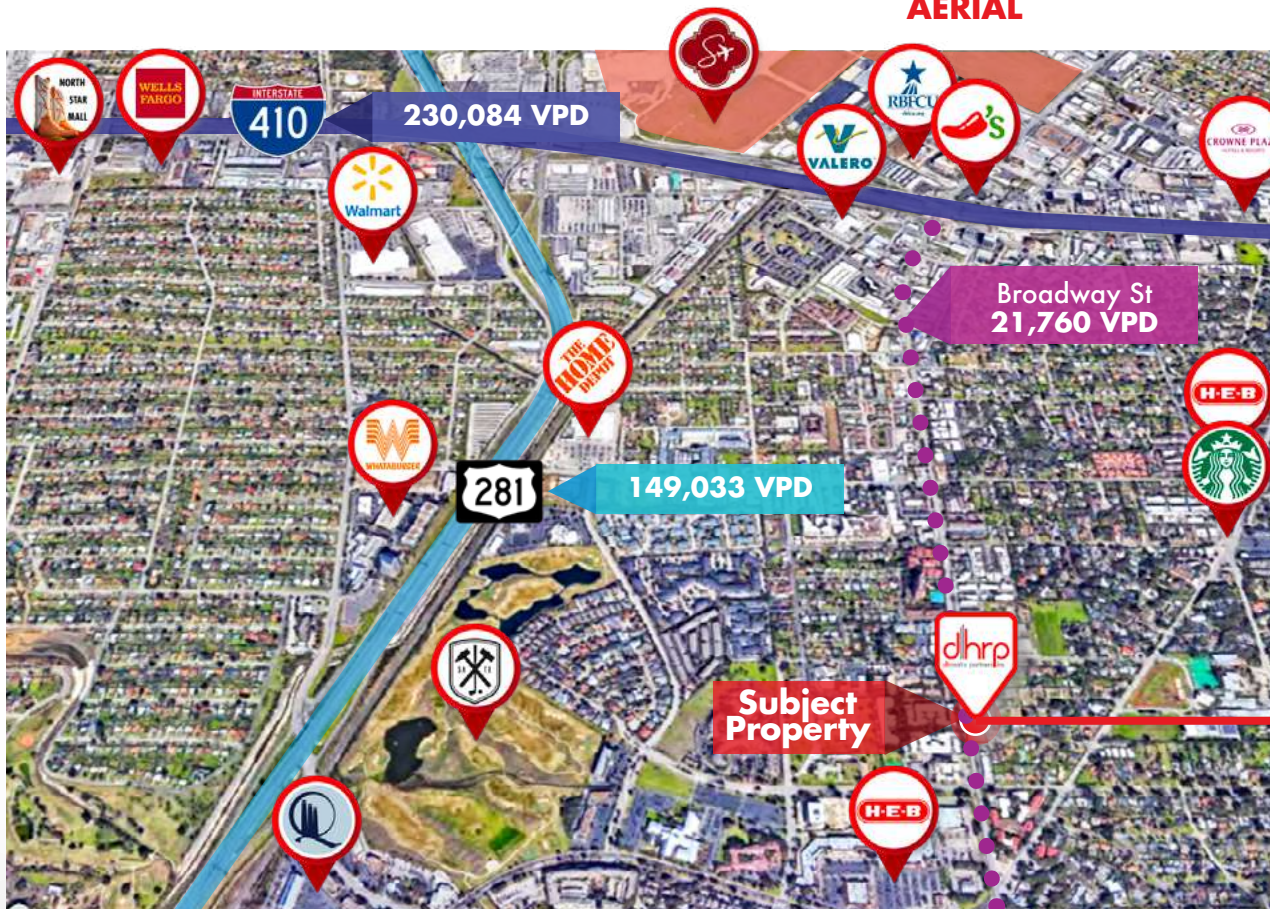 AERIAL
NORTH
STAR
MALL
WELLS
FARGO
INTERSTATE
410
230,084 VPD
S
RBFCU
VALERO
'S
CROWNE PLAZ
Walmart
Broadway St
21,760 VPD
THE
HOME
DEPOT
H-E-B
WHATABURGER
281
149,033 VPD
dhrp
Subject
Property
Q
H-E-B